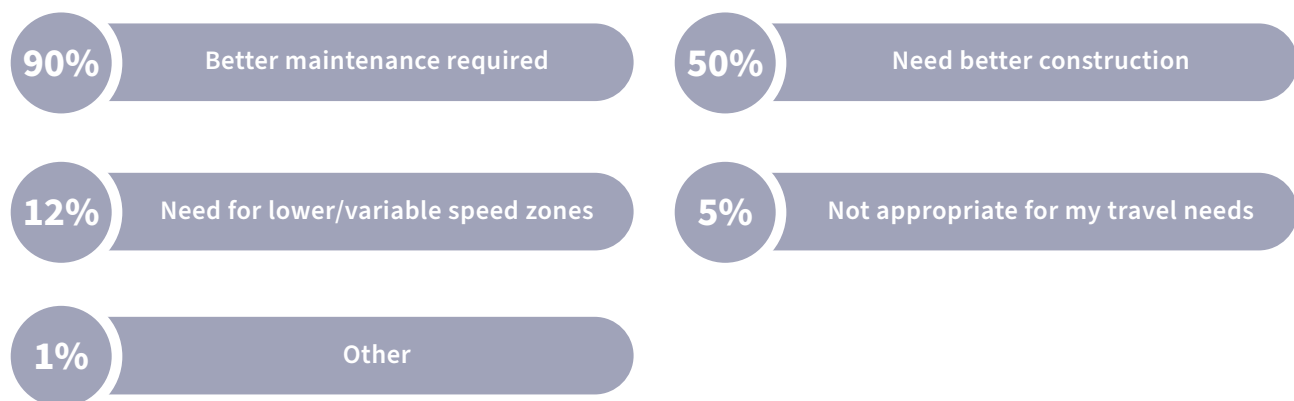 90% Better maintenance required
50% Need better construction
12% Need for lower/variable speed zones
5% Not appropriate for my travel needs
1% Other